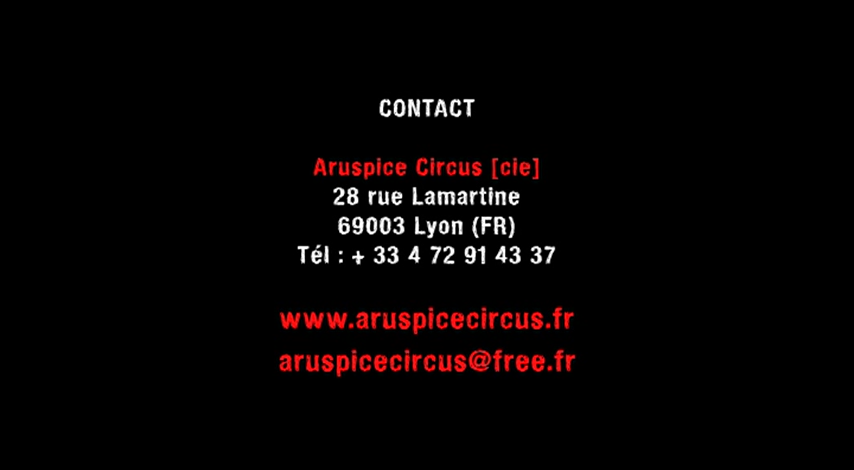 CONTACT
Aruspice Circus [cie]
28 rue Lamartine
69003 Lyon (FR)
Tél : + 33 4 72 91 43 37
www.aruspicecircus.fr
aruspicecircus@free.fr